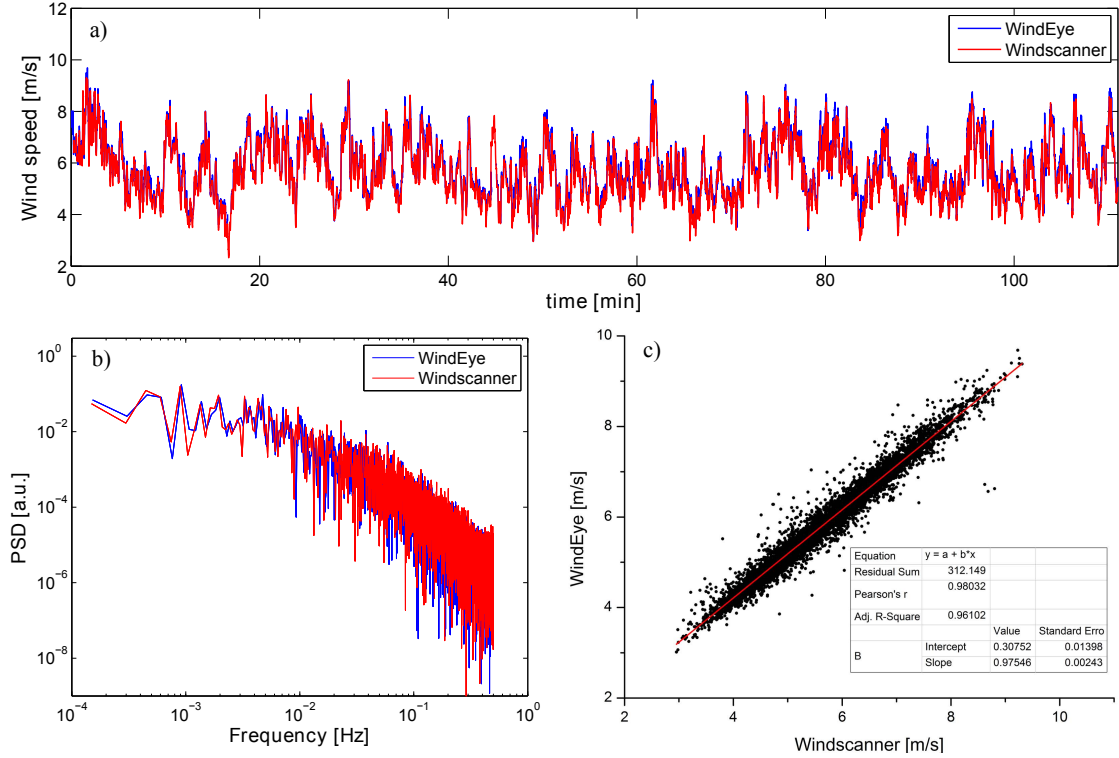 a)
WindEye
Windscanner
Wind speed [m/s]
12
10
8
6
4
2
0 20 40 60 80 100
time [min]
b)
WindEye
Windscanner
PSD [a.u.]
10^0
10^-2
10^-4
10^-6
10^-8
10^-4 10^-3 10^-2 10^-1 10^0
Frequency [Hz]
c)
WindEye [m/s]
10
8
6
4
2
2 4 6 8 10
Windscanner [m/s]
Equation y = a + b*x
Residual Sum 312.149
Pearson's r 0.98032
Adj. R-Square 0.96102
Value Standard Erro
B Intercept 0.30752 0.01398
Slope 0.97546 0.00243